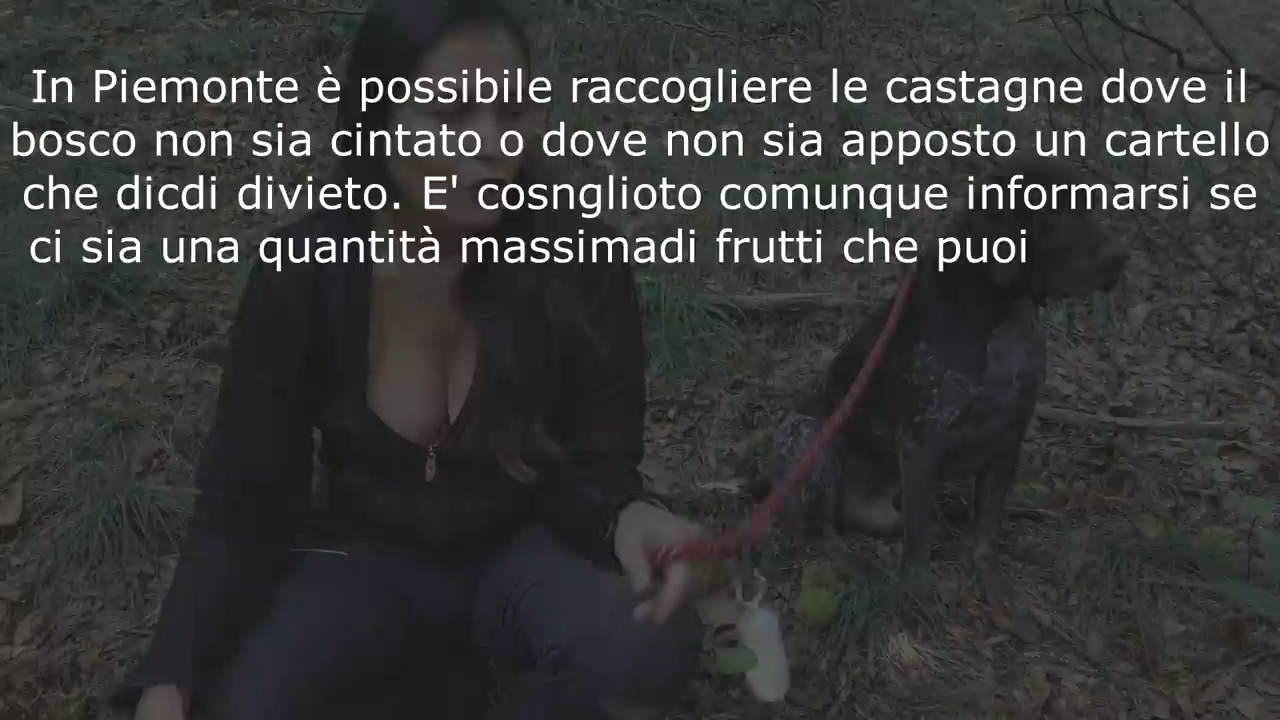 In Piemonte è possibile raccogliere le castagne dove il
bosco non sia cintato o dove non sia apposto un cartello
che dicdi divieto. E' cosnglioto comunque informarsi se
ci sia una quantità massimadi frutti che puoi